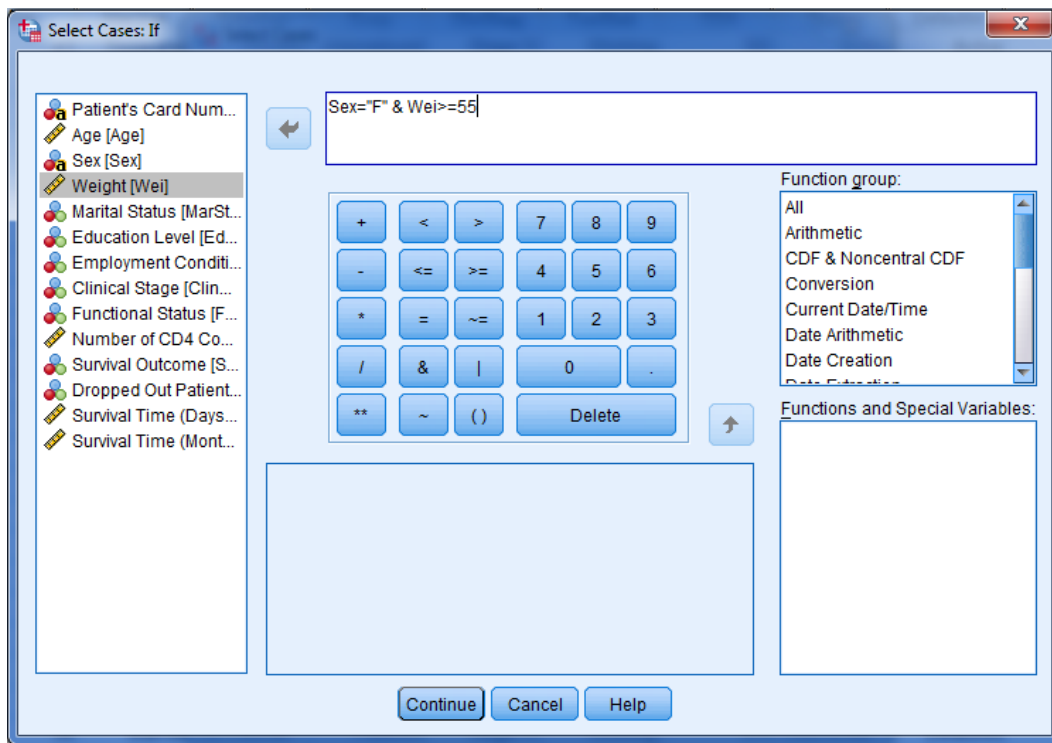 Select Cases: If
X
Sex="F" & Wei>=55
Patient's Card Num...
Age [Age]
Sex [Sex]
Weight [Wei]
Marital Status [MarSt...
Education Level [Ed...
Employment Conditi...
Clinical Stage [Clin...
Functional Status [F...
Number of CD4 Co...
Survival Outcome [S...
Dropped Out Patient...
Survival Time (Days...
Survival Time (Mont...
+ < > 7 8 9
- <= >= 4 5 6
* = ~= 1 2 3
/ & | 0 .
** ~ ( ) Delete
Function group:
All
Arithmetic
CDF & Noncentral CDF
Conversion
Current Date/Time
Date Arithmetic
Date Creation
Date Extraction
Functions and Special Variables:
Continue Cancel Help